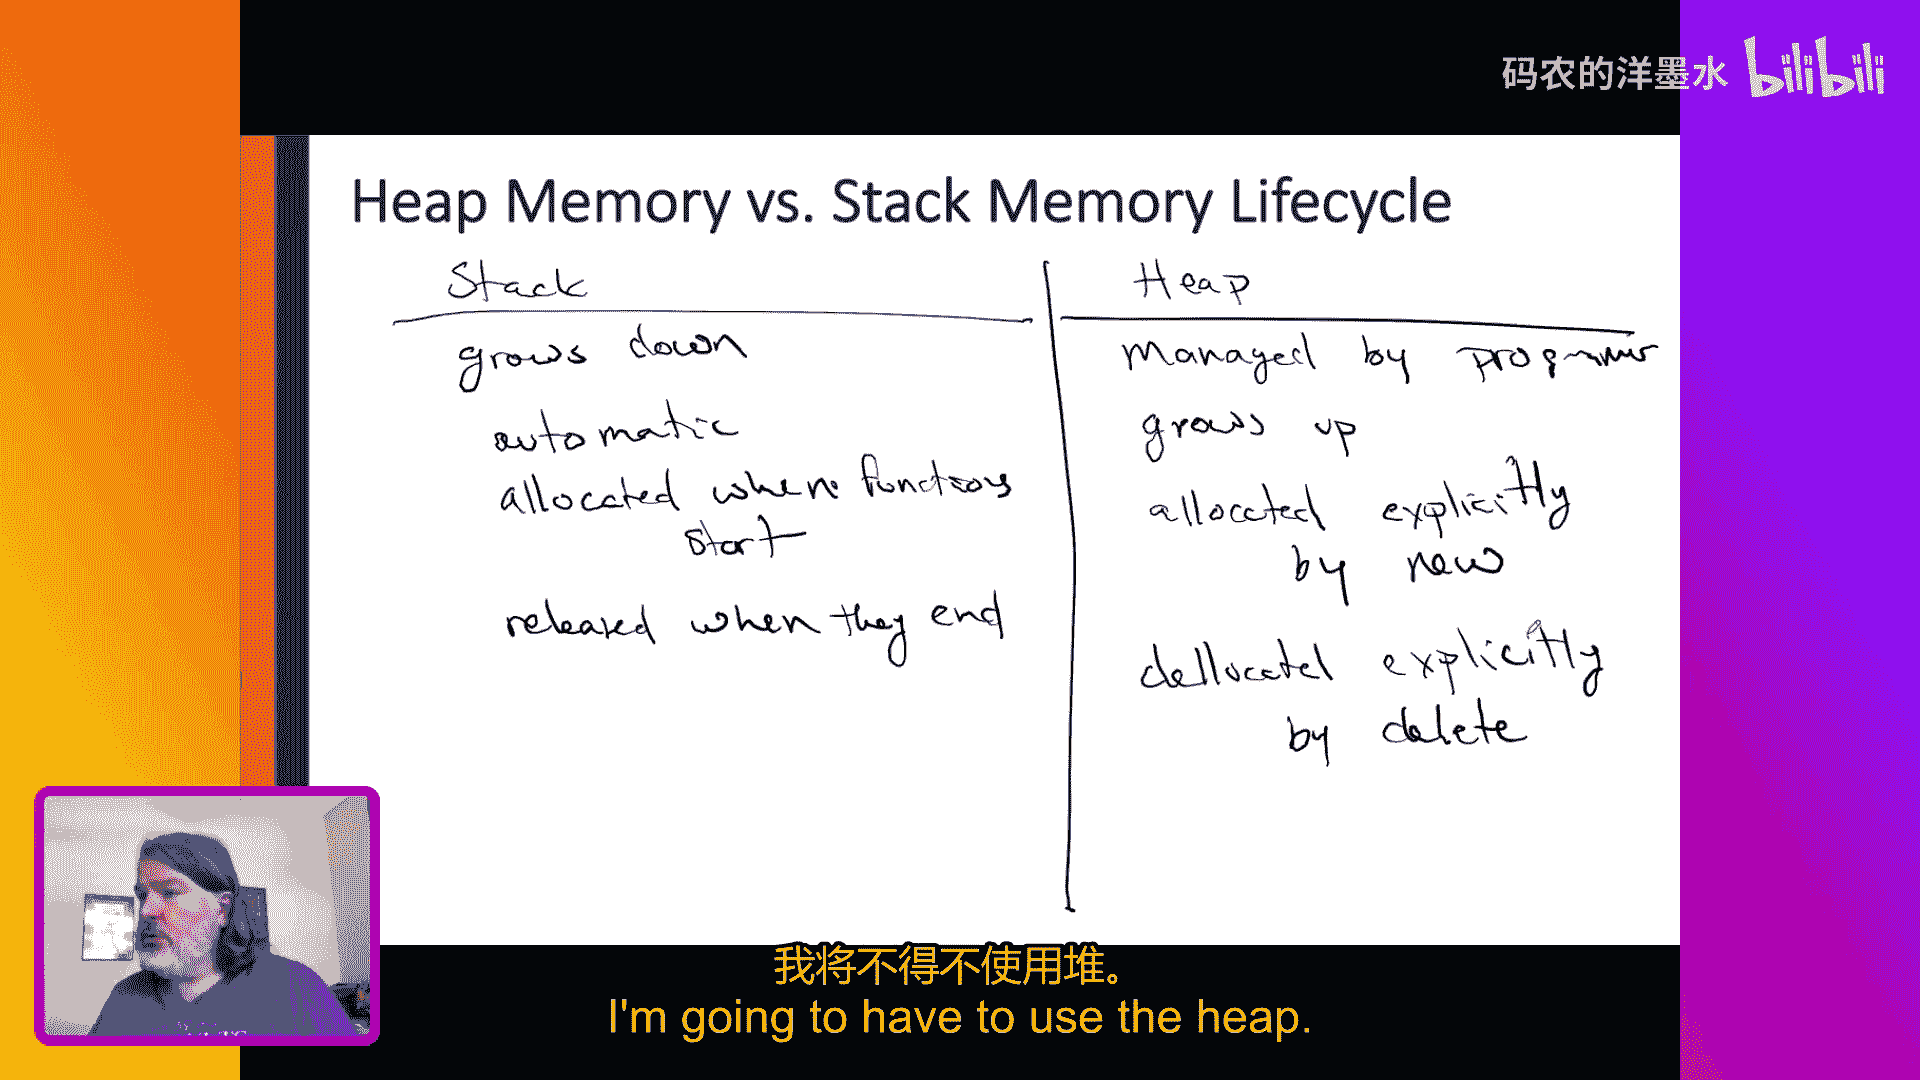 码农的洋墨水 bilibili
Heap Memory vs. Stack Memory Lifecycle
Stack
grows down
automatic
allocated when functions
start
released when they end
Heap
Managed by
grows up
allocated explicitly
by new
dellocated explicitly
by delete
我将不得不使用堆。
I'm going to have to use the heap.